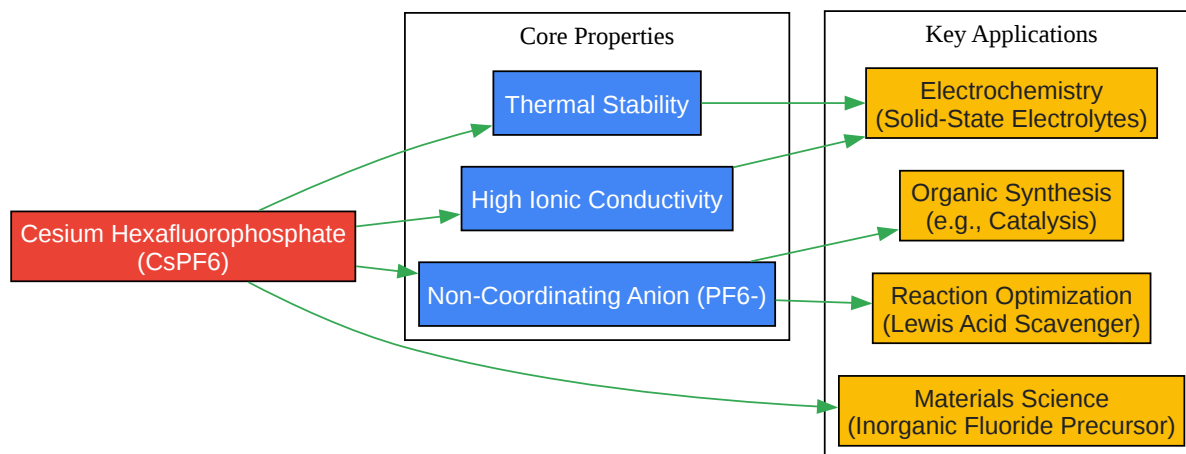 Core Properties
Key Applications
Thermal Stability
Electrochemistry
(Solid-State Electrolytes)
High Ionic Conductivity
Organic Synthesis
(e.g., Catalysis)
Cesium Hexafluorophosphate
(CsPF6)
Non-Coordinating Anion (PF6-)
Reaction Optimization
(Lewis Acid Scavenger)
Materials Science
(Inorganic Fluoride Precursor)